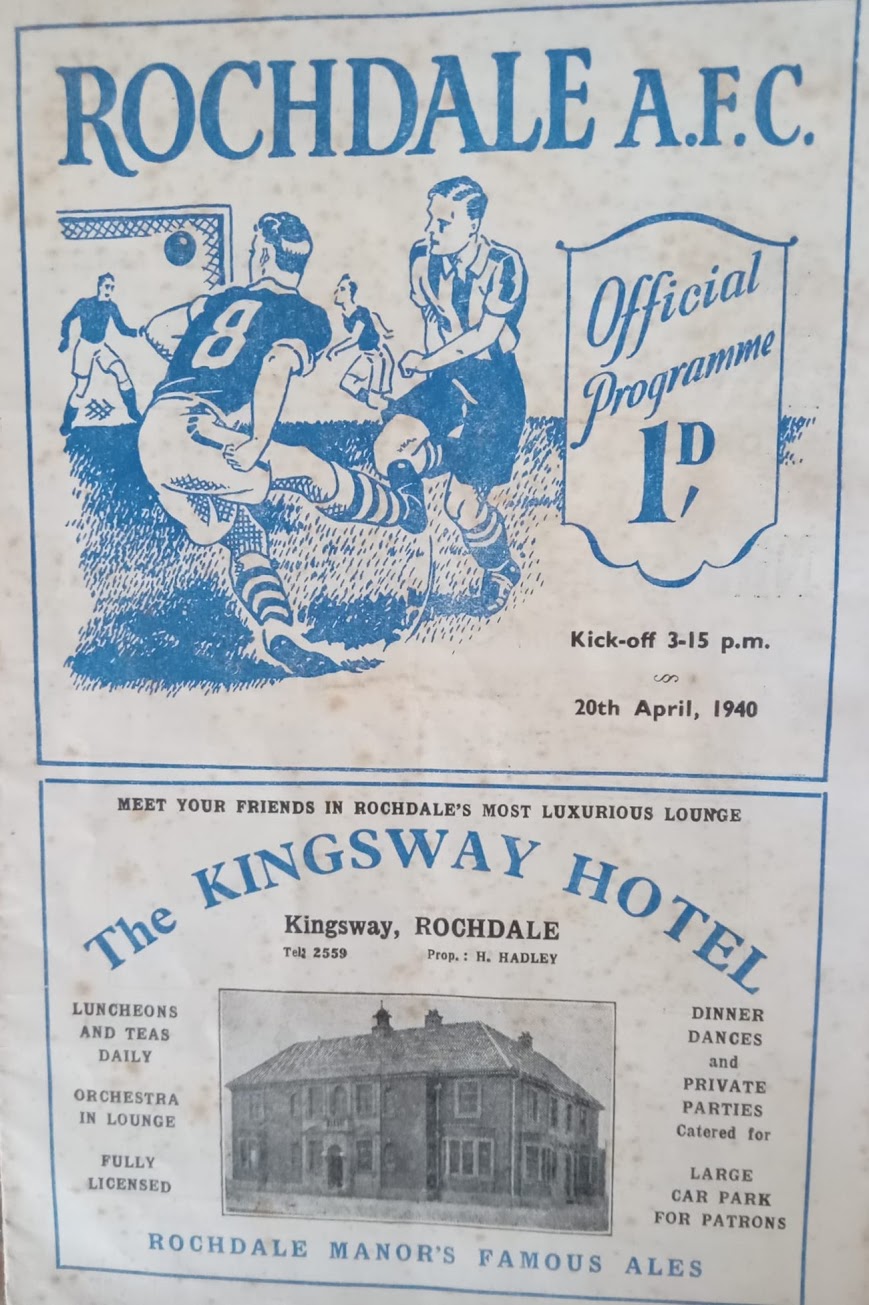 ROCHDALE A.F.C.
8
Official
Programme
1D
Kick-off 3-15 p.m.
20th April, 1940
MEET YOUR FRIENDS IN ROCHDALE'S MOST LUXURIOUS LOUNGE
The KINGSWAY HOTEL
Kingsway, ROCHDALE
Tel: 2559 Prop.: H. HADLEY
LUNCHEONS
AND TEAS
DAILY
ORCHESTRA
IN LOUNGE
FULLY
LICENSED
DINNER
DANCES
and
PRIVATE
PARTIES
Catered for
LARGE
CAR PARK
FOR PATRONS
ROCHDALE MANOR'S FAMOUS ALES